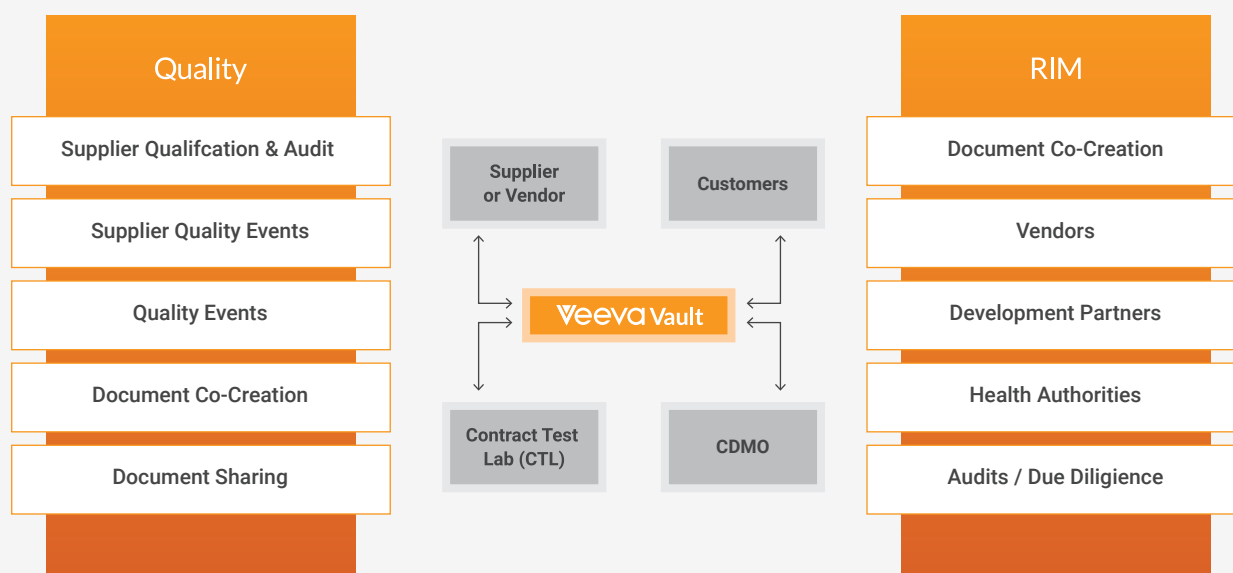 Quality
Supplier Qualifcation & Audit
Supplier Quality Events
Quality Events
Document Co-Creation
Document Sharing
Supplier
or Vendor
Customers
Veeva Vault
Contract Test
Lab (CTL)
CDMO
RIM
Document Co-Creation
Vendors
Development Partners
Health Authorities
Audits / Due Diligience